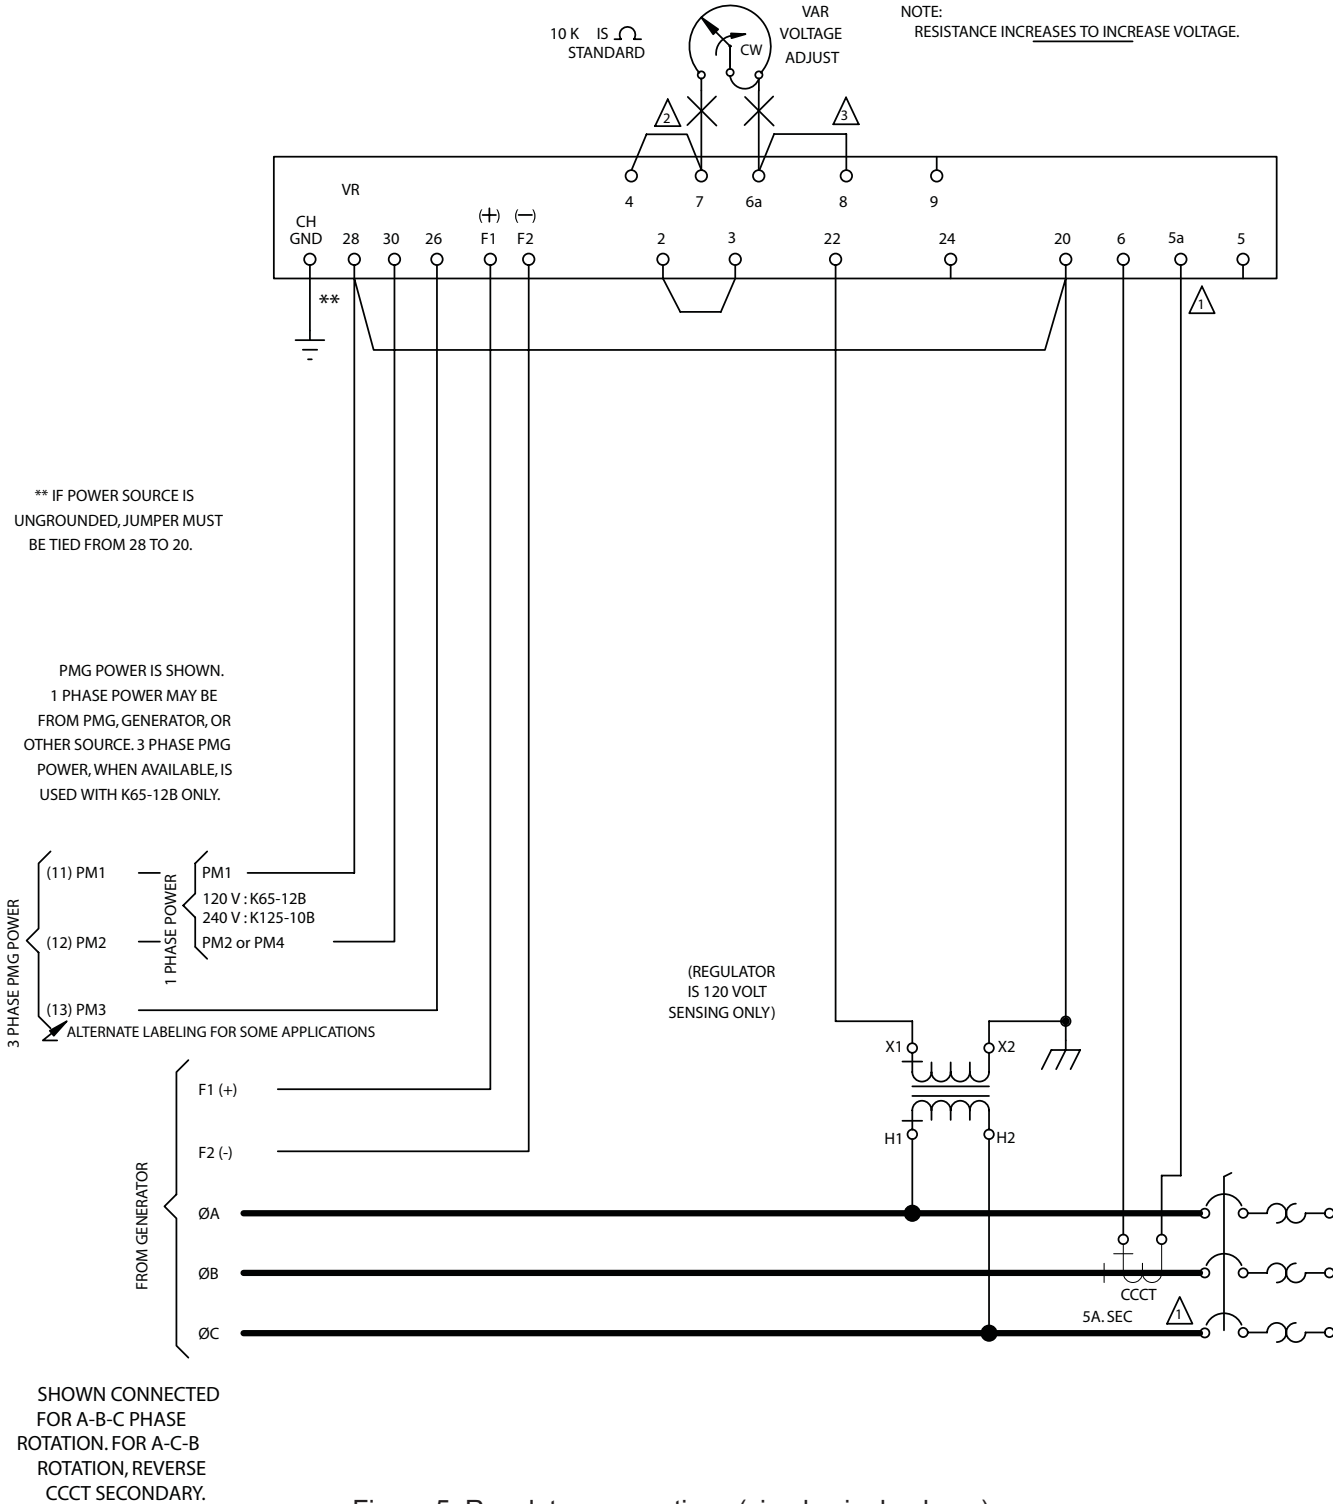 10 K IS Ω
STANDARD
VAR
VOLTAGE
ADJUST
CW
NOTE:
RESISTANCE INCREASES TO INCREASE VOLTAGE.
2
3
VR
4 7 6a 8 9
CH
GND 28 30 26 F1 F2 2 3 22 24 20 6 5a 5
(+) (—)
**
1
** IF POWER SOURCE IS
UNGROUNDED, JUMPER MUST
BE TIED FROM 28 TO 20.
PMG POWER IS SHOWN.
1 PHASE POWER MAY BE
FROM PMG, GENERATOR, OR
OTHER SOURCE. 3 PHASE PMG
POWER, WHEN AVAILABLE, IS
USED WITH K65-12B ONLY.
3 PHASE PMG POWER
(11) PM1
(12) PM2
(13) PM3
1 PHASE POWER
PM1
120 V : K65-12B
240 V : K125-10B
PM2 or PM4
ALTERNATE LABELING FOR SOME APPLICATIONS
(REGULATOR
IS 120 VOLT
SENSING ONLY)
X1 X2
H1 H2
FROM GENERATOR
F1 (+)
F2 (-)
ØA
ØB
ØC
CCCT
5A. SEC
1
SHOWN CONNECTED
FOR A-B-C PHASE
ROTATION. FOR A-C-B
ROTATION, REVERSE
CCCT SECONDARY.